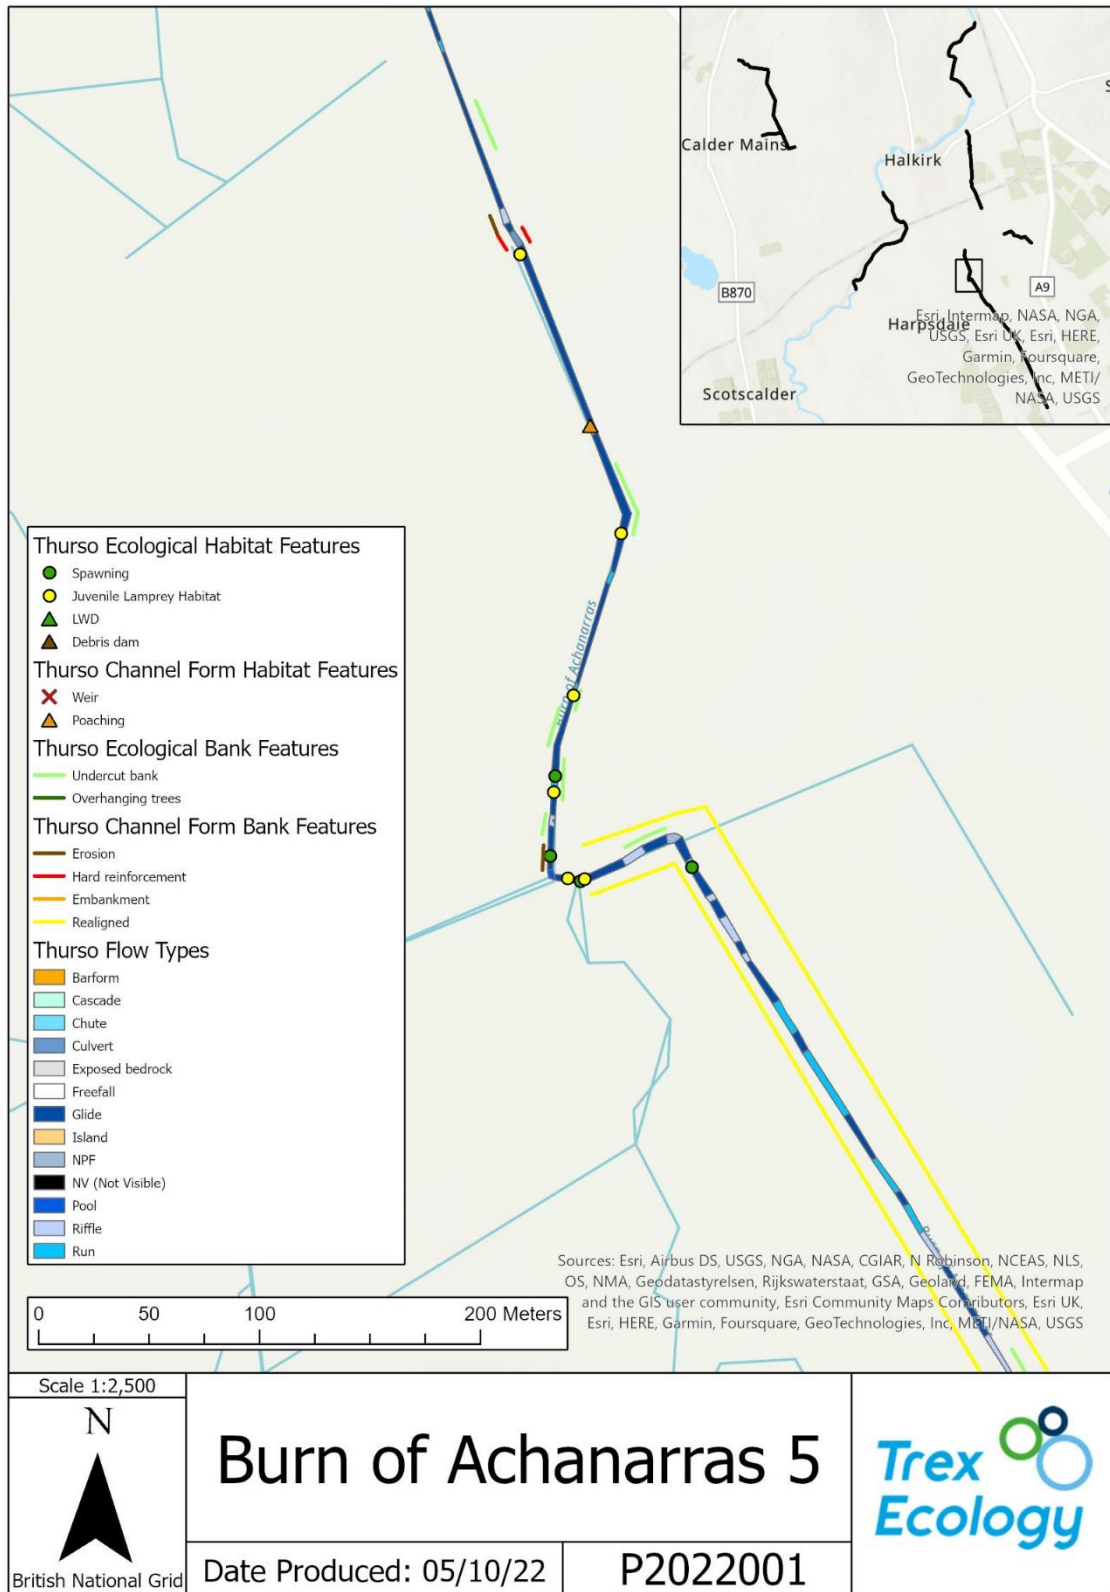 Calder Mains
Halkirk
S
B870
A9
Harpsdale
Scotscalder
Esri, Intermap, NASA, NGA,
USGS, Esri UK, Esri, HERE,
Garmin, Foursquare,
GeoTechnologies, Inc, METI/
NASA, USGS
Burn of Achanarras
Thurso Ecological Habitat Features
Spawning
Juvenile Lamprey Habitat
LWD
Debris dam
Thurso Channel Form Habitat Features
Weir
Poaching
Thurso Ecological Bank Features
Undercut bank
Overhanging trees
Thurso Channel Form Bank Features
Erosion
Hard reinforcement
Embankment
Realigned
Thurso Flow Types
Barform
Cascade
Chute
Culvert
Exposed bedrock
Freefall
Glide
Island
NPF
NV (Not Visible)
Pool
Riffle
Run
Sources: Esri, Airbus DS, USGS, NGA, NASA, CGIAR, N Robinson, NCEAS, NLS,
OS, NMA, Geodatastyrelsen, Rijkswaterstaat, GSA, Geoland, FEMA, Intermap
and the GIS user community, Esri Community Maps Contributors, Esri UK,
Esri, HERE, Garmin, Foursquare, GeoTechnologies, Inc, METI/NASA, USGS
0 50 100 200 Meters
Scale 1:2,500
N
British National Grid
Burn of Achanarras 5
Date Produced: 05/10/22
P2022001
Trex
Ecology